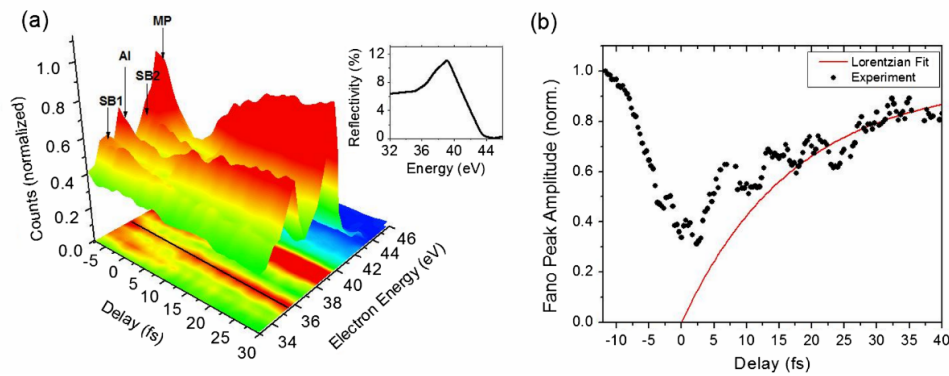 (a)
MP
AI
SB2
SB1
1.0
0.8
0.6
0.4
0.2
0.0
Counts (normalized)
-5 0 5 10 15 20 25 30
Delay (fs)
34 36 38 40 42 44 46
Electron Energy (eV)
12
8
4
0
Reflectivity (%)
32 36 40 44
Energy (eV)
(b)
Lorentzian Fit
Experiment
1.0
0.8
0.6
0.4
0.2
0.0
Fano Peak Amplitude (norm.)
-10 -5 0 5 10 15 20 25 30 35 40
Delay (fs)